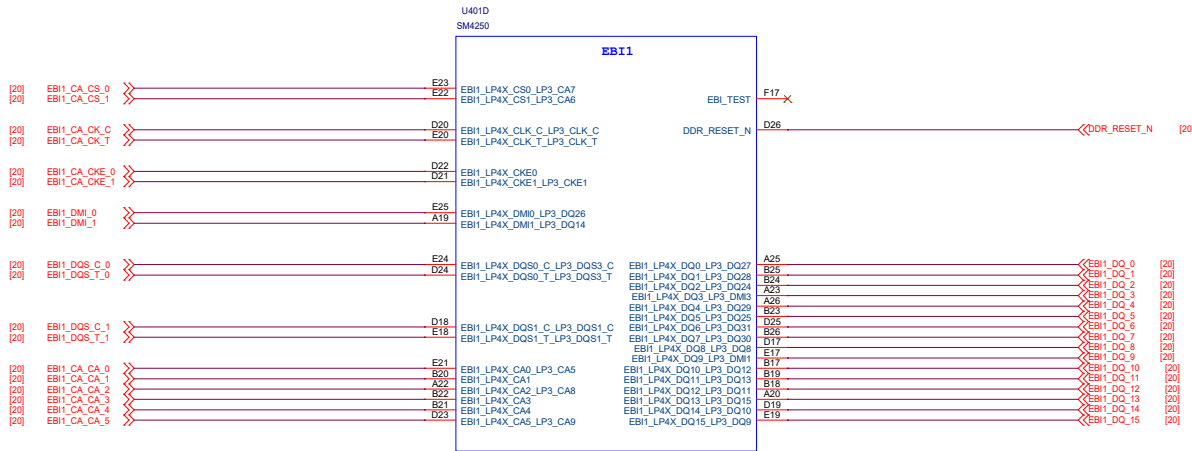 U401D
SM4250
EBI1
[20] EBI1_CA_CS_0 E23 EBI1_LP4X_CS0_LP3_CA7
[20] EBI1_CA_CS_1 E22 EBI1_LP4X_CS1_LP3_CA6
EBI_TEST F17
[20] EBI1_CA_CK_C D20 EBI1_LP4X_CLK_C_LP3_CLK_C
[20] EBI1_CA_CK_T E20 EBI1_LP4X_CLK_T_LP3_CLK_T
DDR_RESET_N D26 DDR_RESET_N [20
[20] EBI1_CA_CKE_0 D22 EBI1_LP4X_CKE0
[20] EBI1_CA_CKE_1 D21 EBI1_LP4X_CKE1_LP3_CKE1
[20] EBI1_DMI_0 E25 EBI1_LP4X_DMI0_LP3_DQ26
[20] EBI1_DMI_1 A19 EBI1_LP4X_DMI1_LP3_DQ14
[20] EBI1_DQS_C_0 E24 EBI1_LP4X_DQS0_C_LP3_DQS3_C
[20] EBI1_DQS_T_0 D24 EBI1_LP4X_DQS0_T_LP3_DQS3_T
[20] EBI1_DQS_C_1 D18 EBI1_LP4X_DQS1_C_LP3_DQS1_C
[20] EBI1_DQS_T_1 E18 EBI1_LP4X_DQS1_T_LP3_DQS1_T
[20] EBI1_CA_CA_0 E21 EBI1_LP4X_CA0_LP3_CA5
[20] EBI1_CA_CA_1 B20 EBI1_LP4X_CA1
[20] EBI1_CA_CA_2 A22 EBI1_LP4X_CA2_LP3_CA8
[20] EBI1_CA_CA_3 B22 EBI1_LP4X_CA3
[20] EBI1_CA_CA_4 B21 EBI1_LP4X_CA4
[20] EBI1_CA_CA_5 D23 EBI1_LP4X_CA5_LP3_CA9
EBI1_LP4X_DQ0_LP3_DQ27 A25 EBI1_DQ_0 [20]
EBI1_LP4X_DQ1_LP3_DQ28 B25 EBI1_DQ_1 [20]
EBI1_LP4X_DQ2_LP3_DQ24 B24 EBI1_DQ_2 [20]
EBI1_LP4X_DQ3_LP3_DMI3 A23 EBI1_DQ_3 [20]
EBI1_LP4X_DQ4_LP3_DQ29 A26 EBI1_DQ_4 [20]
EBI1_LP4X_DQ5_LP3_DQ25 B23 EBI1_DQ_5 [20]
EBI1_LP4X_DQ6_LP3_DQ31 D25 EBI1_DQ_6 [20]
EBI1_LP4X_DQ7_LP3_DQ30 B26 EBI1_DQ_7 [20]
EBI1_LP4X_DQ8_LP3_DQ8 D17 EBI1_DQ_8 [20]
EBI1_LP4X_DQ9_LP3_DMI1 E17 EBI1_DQ_9 [20]
EBI1_LP4X_DQ10_LP3_DQ12 B17 EBI1_DQ_10 [20]
EBI1_LP4X_DQ11_LP3_DQ13 B19 EBI1_DQ_11 [20]
EBI1_LP4X_DQ12_LP3_DQ11 B18 EBI1_DQ_12 [20]
EBI1_LP4X_DQ13_LP3_DQ15 A20 EBI1_DQ_13 [20]
EBI1_LP4X_DQ14_LP3_DQ10 D19 EBI1_DQ_14 [20]
EBI1_LP4X_DQ15_LP3_DQ9 E19 EBI1_DQ_15 [20]